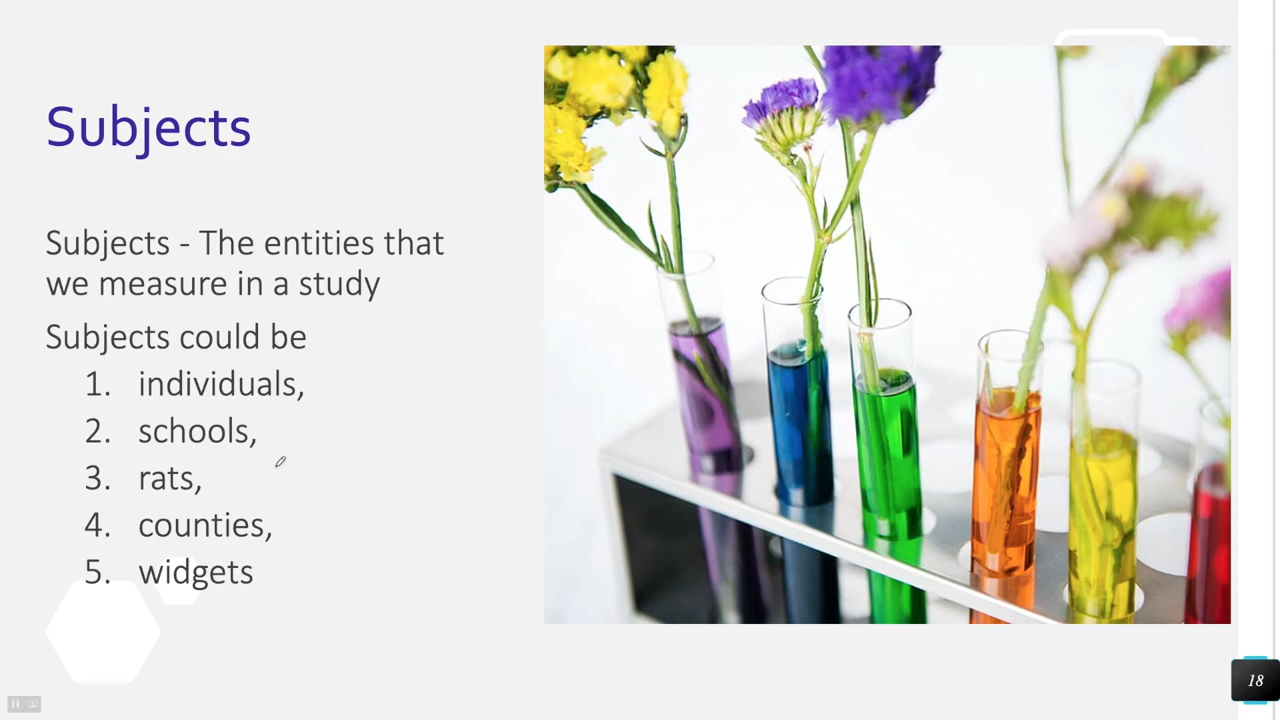 Subjects
Subjects - The entities that
we measure in a study
Subjects could be
1. individuals,
2. schools,
3. rats,
4. counties,
5. widgets
18